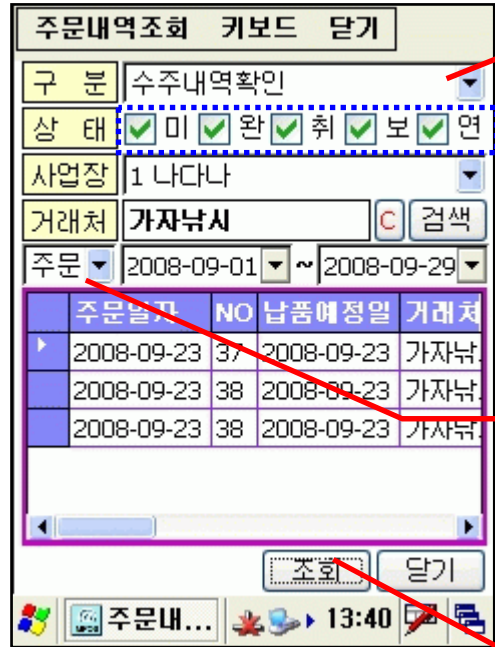 주문내역조회 키보드 닫기
구 분 수주내역확인
상 태 미 완 취 보 연
사업장 1 나다나
거래처 가자낚시 C 검색
주문 2008-09-01 ~ 2008-09-29
주문일자 NO 납품예정일 거래처
2008-09-23 37 2008-09-23 가자낚.
2008-09-23 38 2008-09-23 가자낚.
2008-09-23 38 2008-09-23 가자낚.
조회 닫기
주문내... 13:40